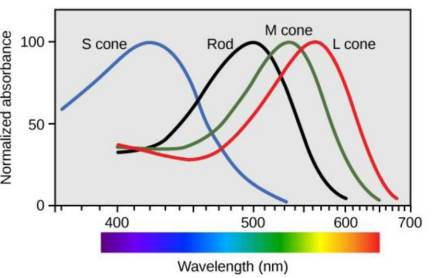 Normalized absorbance
100
50
0
S cone
Rod
M cone
L cone
400
500
600
700
Wavelength (nm)